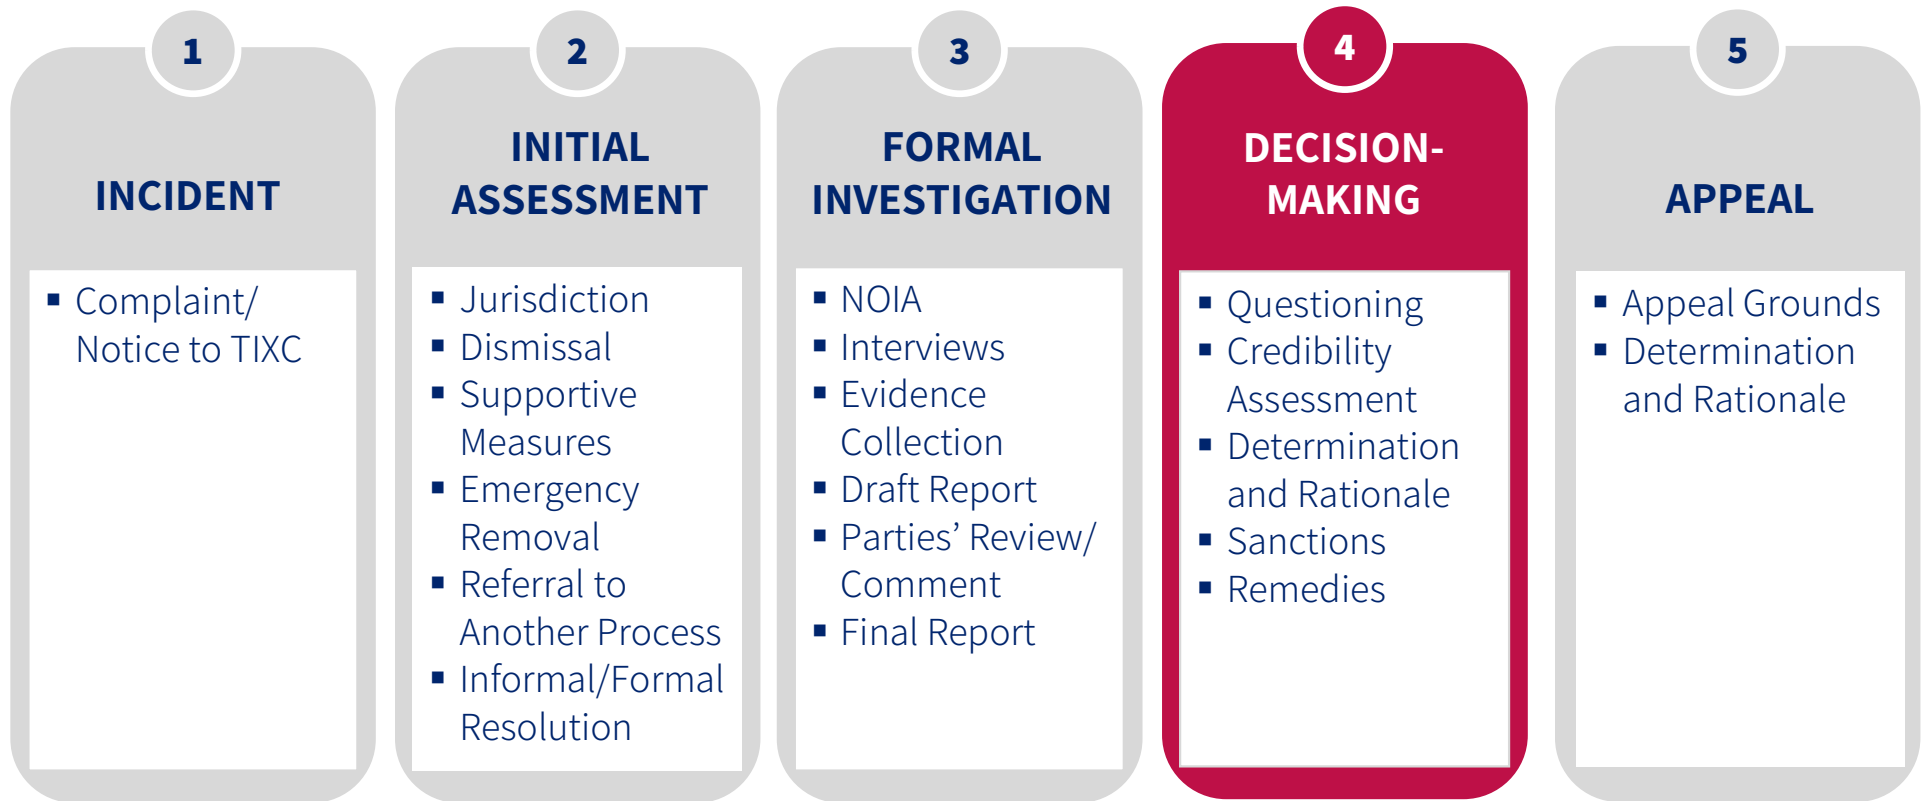 1
INCIDENT
▪ Complaint/
Notice to TIXC
2
INITIAL
ASSESSMENT
▪ Jurisdiction
▪ Dismissal
▪ Supportive
Measures
▪ Emergency
Removal
▪ Referral to
Another Process
▪ Informal/Formal
Resolution
3
FORMAL
INVESTIGATION
▪ NOIA
▪ Interviews
▪ Evidence
Collection
▪ Draft Report
▪ Parties’ Review/
Comment
▪ Final Report
4
DECISION-
MAKING
▪ Questioning
▪ Credibility
Assessment
▪ Determination
and Rationale
▪ Sanctions
▪ Remedies
5
APPEAL
▪ Appeal Grounds
▪ Determination
and Rationale